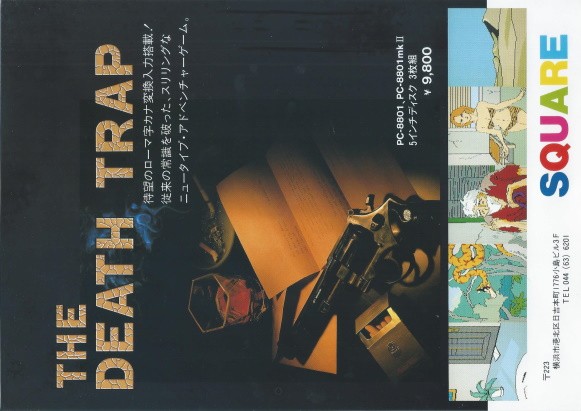 THE
DEATH TRAP
待望のローマ字カナ変換入力搭載!
従来の常識を破った、スリリングな
ニュータイプ・アドベンチャーゲーム。
PC-8801、PC-8801mkⅡ
5インチディスク 3枚組
¥9,800
SQUARE
〒223
横浜市港北区日吉本町1776小島ビル3F
TEL 044 (63) 6201